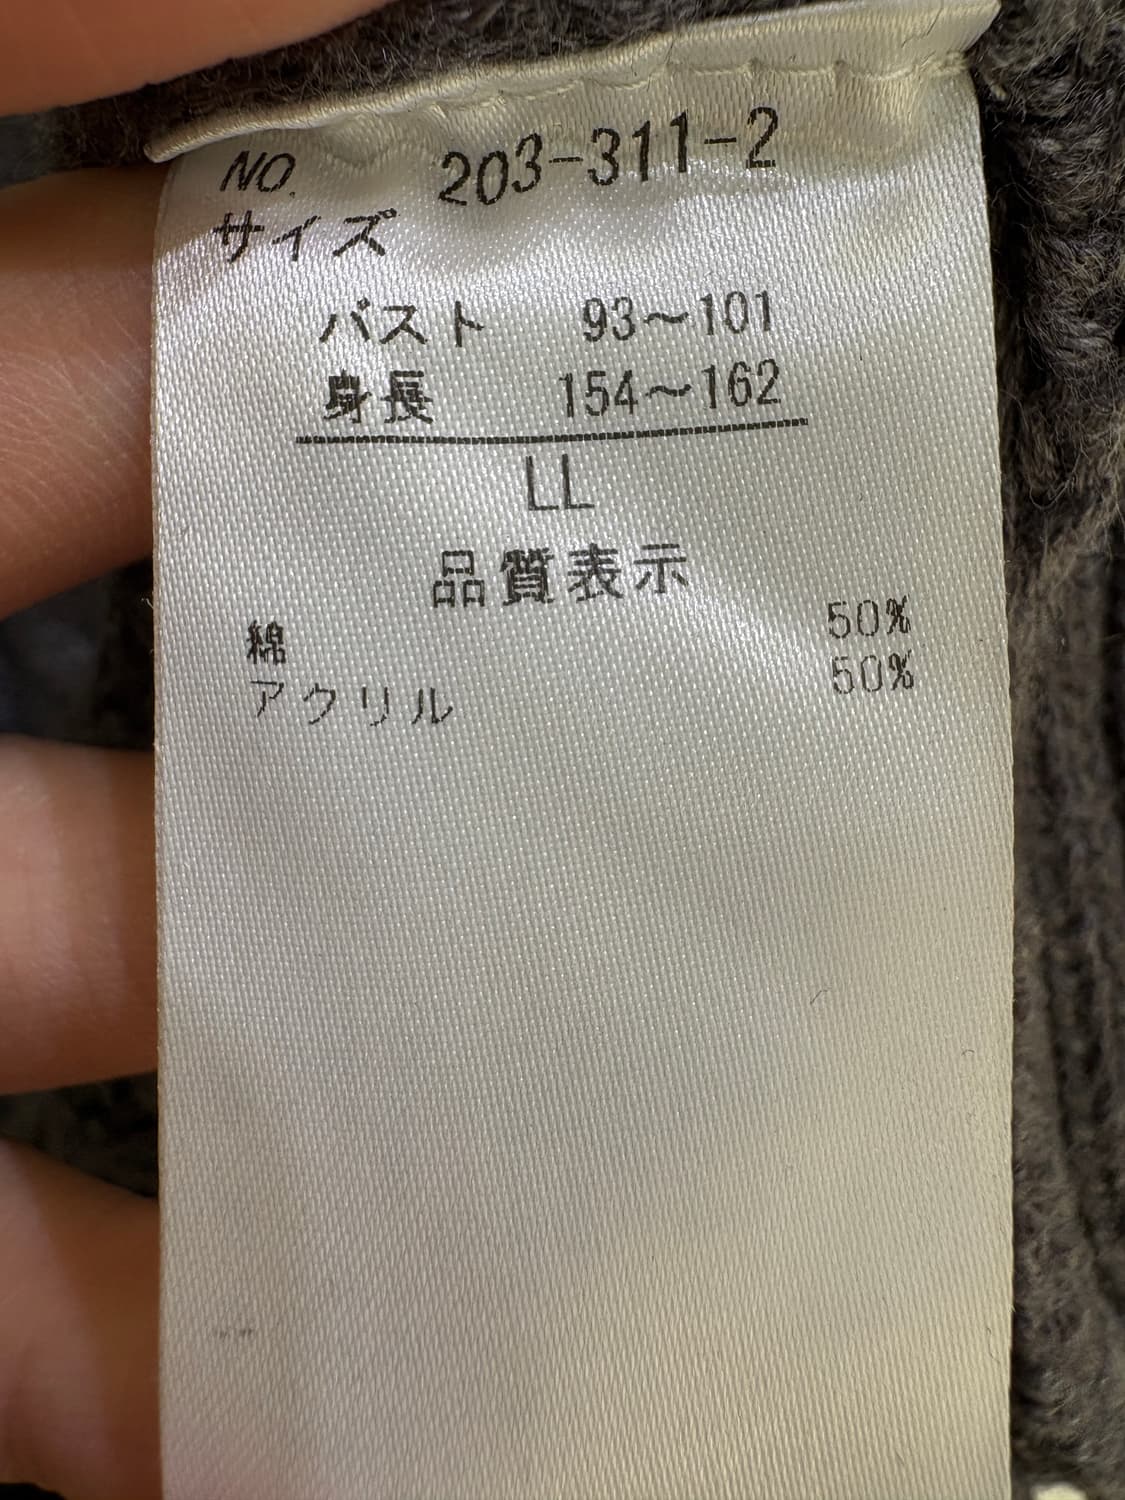 NO. 203-311-2
サイズ
バスト 93〜101
身長 154〜162
LL
品質表示
綿 50%
アクリル 50%